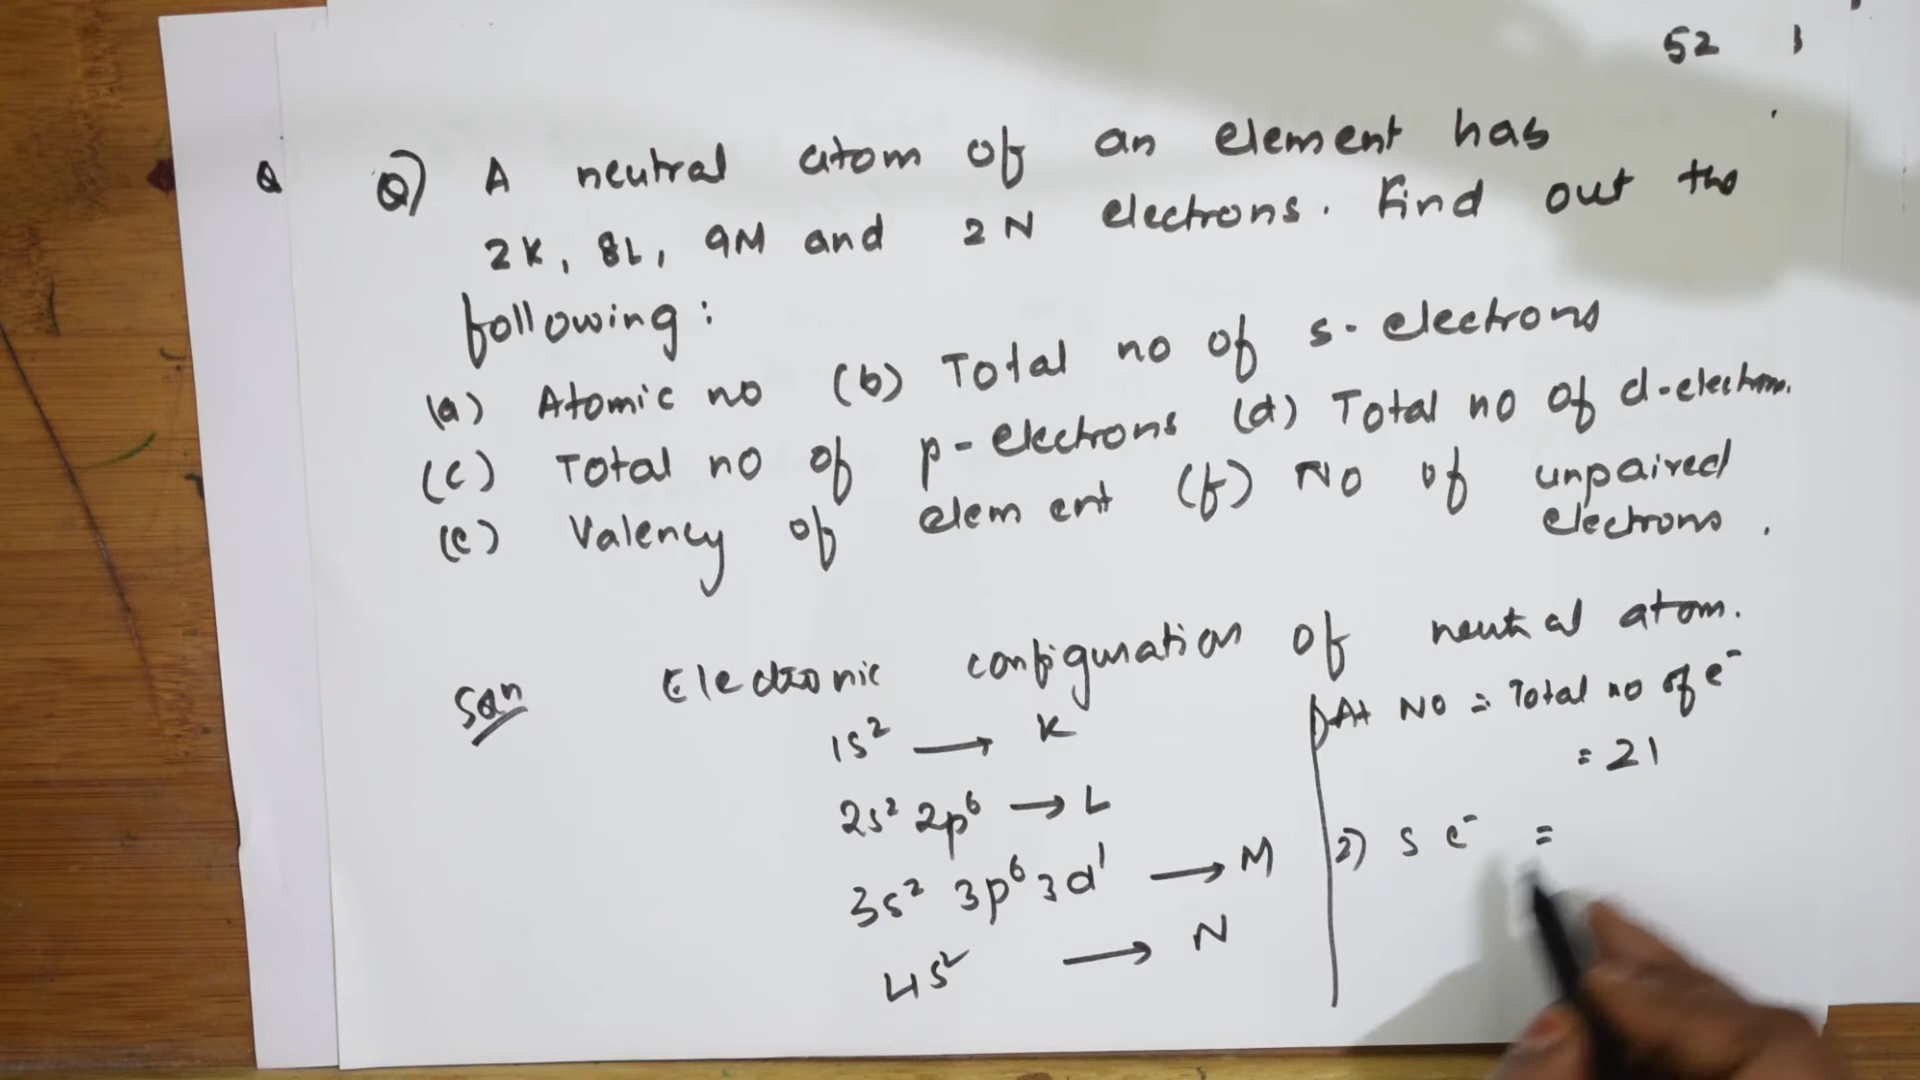 52 1
Q Q) A neutral atom of an element has
2K, 8L, 9M and 2N electrons. Find out the
following:
(a) Atomic no (b) Total no of s-electrons
(c) Total no of p-electrons (d) Total no of d-electron.
(e) Valency of element (f) No of unpaired
electrons.
Soln Electronic configuration of neutral atom.
1s² → K
2s² 2p⁶ → L
3s² 3p⁶ 3d¹ → M
4s² → N
1) At No = Total no of e⁻
= 21
2) s e⁻ =